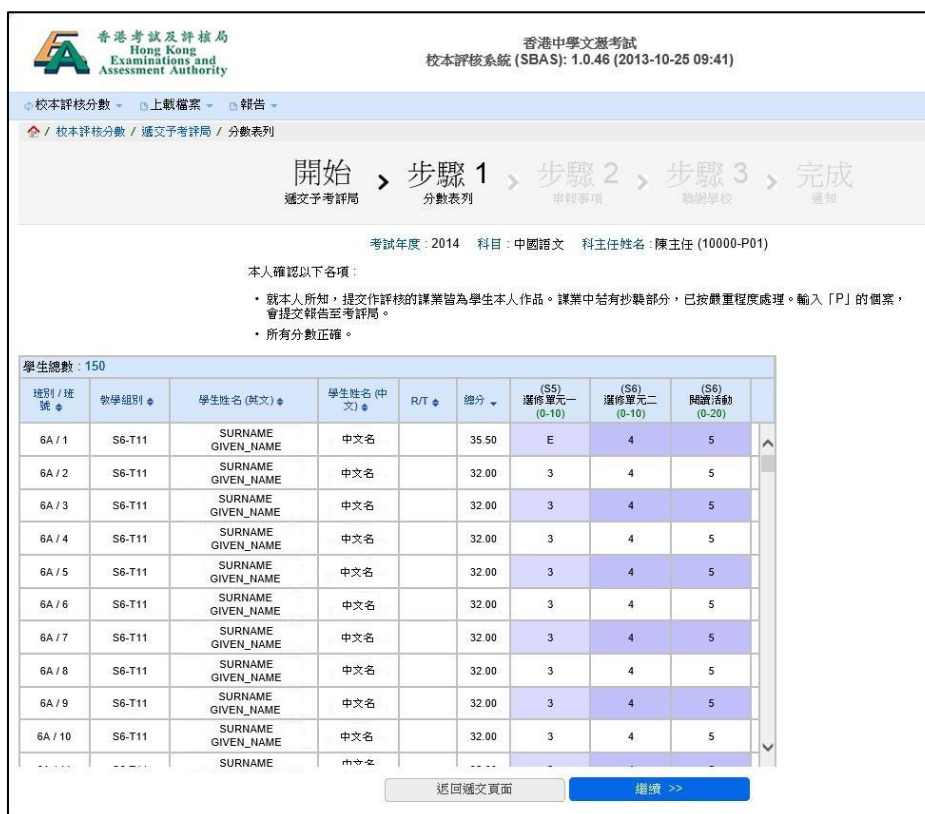 香港考試及評核局
Hong Kong
Examinations and
Assessment Authority
香港中學文憑考試
校本評核系統 (SBAS): 1.0.46 (2013-10-25 09:41)
校本評核分數 上載檔案 報告
/ 校本評核分數 / 遞交予考評局 / 分數表列
開始 › 步驟 1 › 步驟 2 › 步驟 3 › 完成
遞交予考評局 分數表列 申報事項 聯網學校 通知
考試年度 : 2014 科目 : 中國語文 科主任姓名 : 陳主任 (10000-P01)
本人確認以下各項 :
• 就本人所知，提交作評核的課業皆為學生本人作品。課業中若有抄襲部分，已按嚴重程度處理。輸入「P」的個案，
會提交報告至考評局。
• 所有分數正確。
學生總數 : 150
班別 / 班號 教學組別 學生姓名 (英文) 學生姓名 (中文) R/T 總分 (S5) 選修單元一 (0-10) (S6) 選修單元二 (0-10) (S6) 閱讀活動 (0-20)
6A / 1 S6-T11 SURNAME GIVEN_NAME 中文名 35.50 E 4 5
6A / 2 S6-T11 SURNAME GIVEN_NAME 中文名 32.00 3 4 5
6A / 3 S6-T11 SURNAME GIVEN_NAME 中文名 32.00 3 4 5
6A / 4 S6-T11 SURNAME GIVEN_NAME 中文名 32.00 3 4 5
6A / 5 S6-T11 SURNAME GIVEN_NAME 中文名 32.00 3 4 5
6A / 6 S6-T11 SURNAME GIVEN_NAME 中文名 32.00 3 4 5
6A / 7 S6-T11 SURNAME GIVEN_NAME 中文名 32.00 3 4 5
6A / 8 S6-T11 SURNAME GIVEN_NAME 中文名 32.00 3 4 5
6A / 9 S6-T11 SURNAME GIVEN_NAME 中文名 32.00 3 4 5
6A / 10 S6-T11 SURNAME GIVEN_NAME 中文名 32.00 3 4 5
SURNAME
返回遞交頁面 繼續 >>